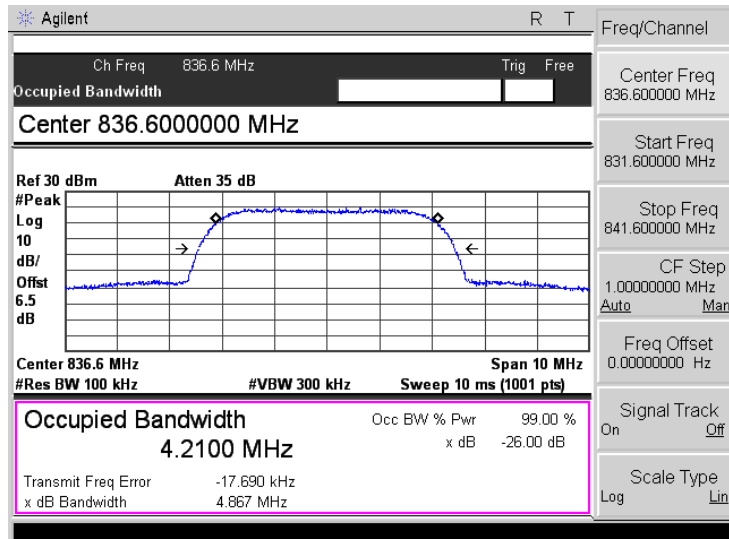 Agilent R T
Freq/Channel
Ch Freq 836.6 MHz Trig Free
Occupied Bandwidth
Center Freq
836.600000 MHz
Center 836.6000000 MHz
Start Freq
831.600000 MHz
Ref 30 dBm Atten 35 dB
#Peak
Log
10
dB/
Offst
6.5
dB
Stop Freq
841.600000 MHz
CF Step
1.00000000 MHz
Auto Man
Center 836.6 MHz Span 10 MHz
#Res BW 100 kHz #VBW 300 kHz Sweep 10 ms (1001 pts)
Freq Offset
0.00000000 Hz
Occupied Bandwidth Occ BW % Pwr 99.00 %
4.2100 MHz x dB -26.00 dB
Transmit Freq Error -17.690 kHz
x dB Bandwidth 4.867 MHz
Signal Track
On Off
Scale Type
Log Lin